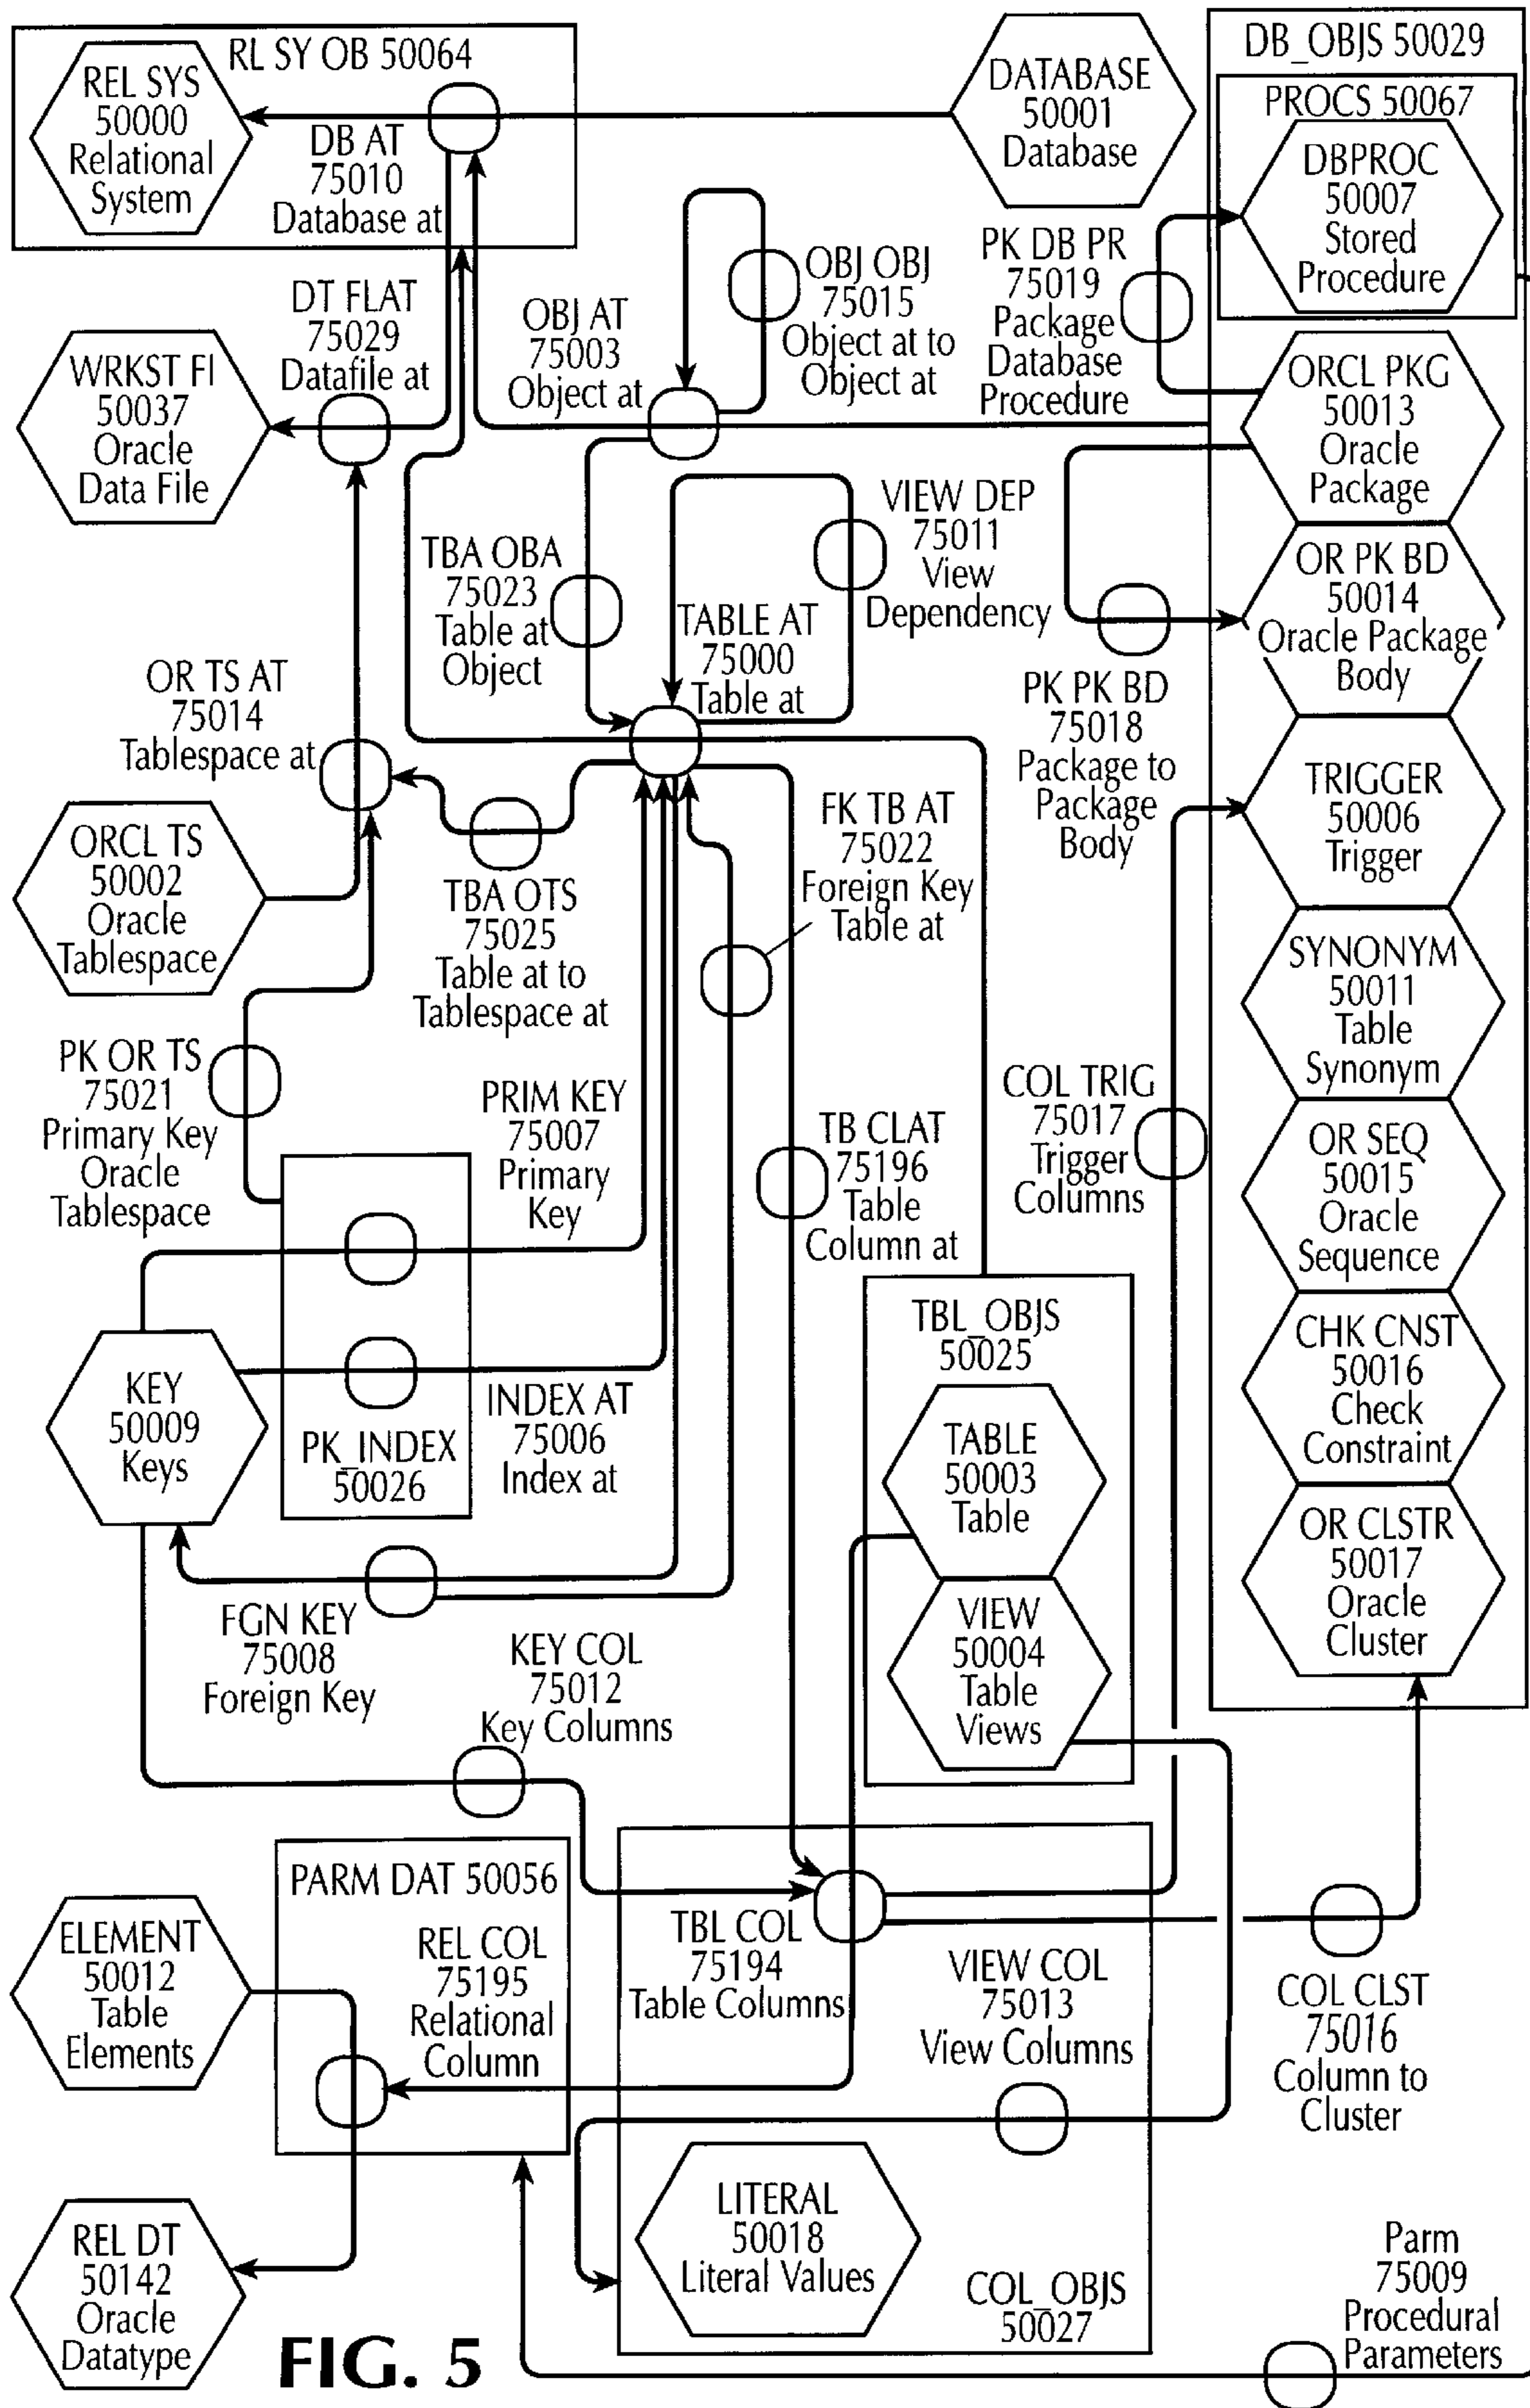 RL SY OB 50064
REL SYS
50000
Relational
System
DB AT
75010
Database at
DATABASE
50001
Database
DB_OBJS 50029
PROCS 50067
DBPROC
50007
Stored
Procedure
DT FLAT
75029
Datafile at
WRKST FI
50037
Oracle
Data File
OBJ AT
75003
Object at
OBJ OBJ
75015
Object at to
Object at
PK DB PR
75019
Package
Database
Procedure
ORCL PKG
50013
Oracle
Package
TBA OBA
75023
Table at
Object
TABLE AT
75000
Table at
VIEW DEP
75011
View
Dependency
OR PK BD
50014
Oracle Package
Body
PK PK BD
75018
Package to
Package
Body
OR TS AT
75014
Tablespace at
ORCL TS
50002
Oracle
Tablespace
TBA OTS
75025
Table at to
Tablespace at
FK TB AT
75022
Foreign Key
Table at
TRIGGER
50006
Trigger
SYNONYM
50011
Table
Synonym
PK OR TS
75021
Primary Key
Oracle
Tablespace
PRIM KEY
75007
Primary
Key
TB CLAT
75196
Table
Column at
COL TRIG
75017
Trigger
Columns
OR SEQ
50015
Oracle
Sequence
KEY
50009
Keys
PK_INDEX
50026
INDEX AT
75006
Index at
TBL_OBJS
50025
TABLE
50003
Table
CHK CNST
50016
Check
Constraint
OR CLSTR
50017
Oracle
Cluster
FGN KEY
75008
Foreign Key
KEY COL
75012
Key Columns
VIEW
50004
Table
Views
PARM DAT 50056
ELEMENT
50012
Table
Elements
REL COL
75195
Relational
Column
TBL COL
75194
Table Columns
VIEW COL
75013
View Columns
COL CLST
75016
Column to
Cluster
REL DT
50142
Oracle
Datatype
LITERAL
50018
Literal Values
COL_OBJS
50027
Parm
75009
Procedural
Parameters
FIG. 5